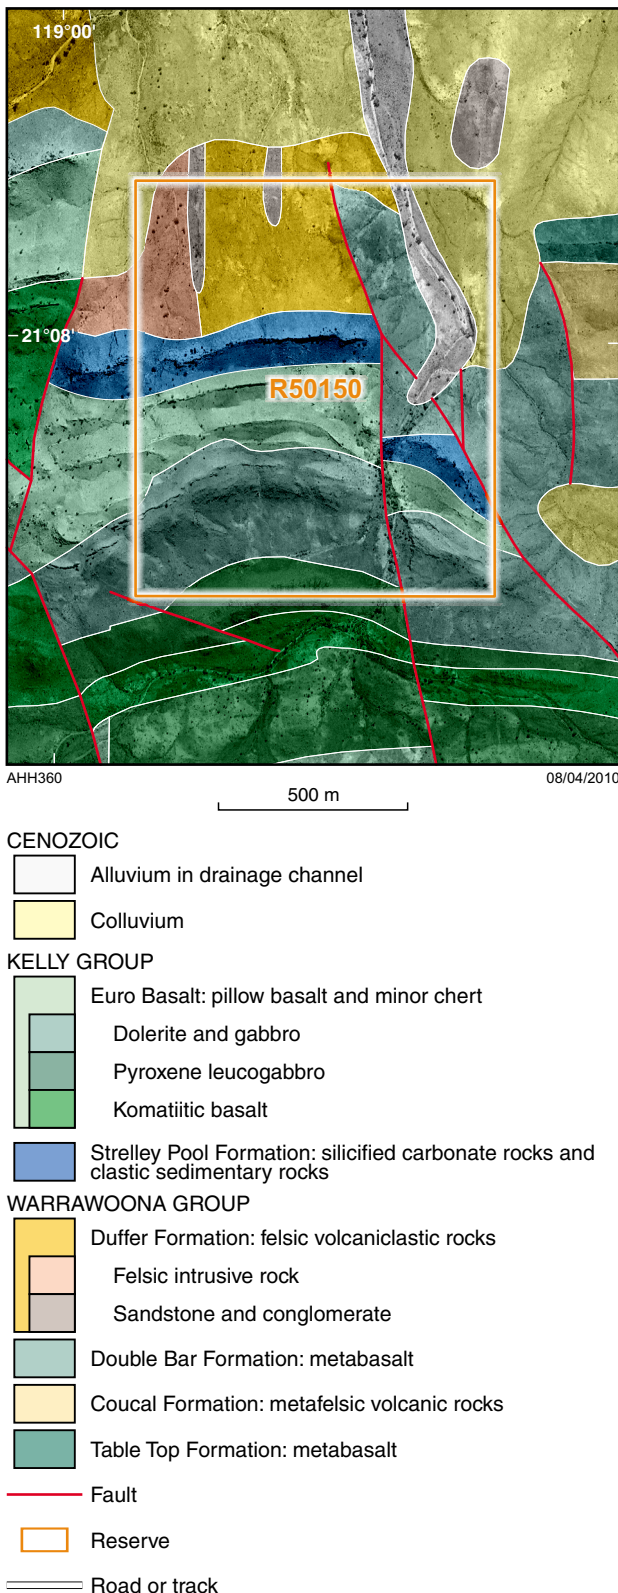 119°00'
21°08'
R50150
AHH360
08/04/2010
500 m
CENOZOIC
Alluvium in drainage channel
Colluvium
KELLY GROUP
Euro Basalt: pillow basalt and minor chert
Dolerite and gabbro
Pyroxene leucogabbro
Komatiitic basalt
Strelley Pool Formation: silicified carbonate rocks and
clastic sedimentary rocks
WARRAWOONA GROUP
Duffer Formation: felsic volcaniclastic rocks
Felsic intrusive rock
Sandstone and conglomerate
Double Bar Formation: metabasalt
Coucal Formation: metafelsic volcanic rocks
Table Top Formation: metabasalt
Fault
Reserve
Road or track